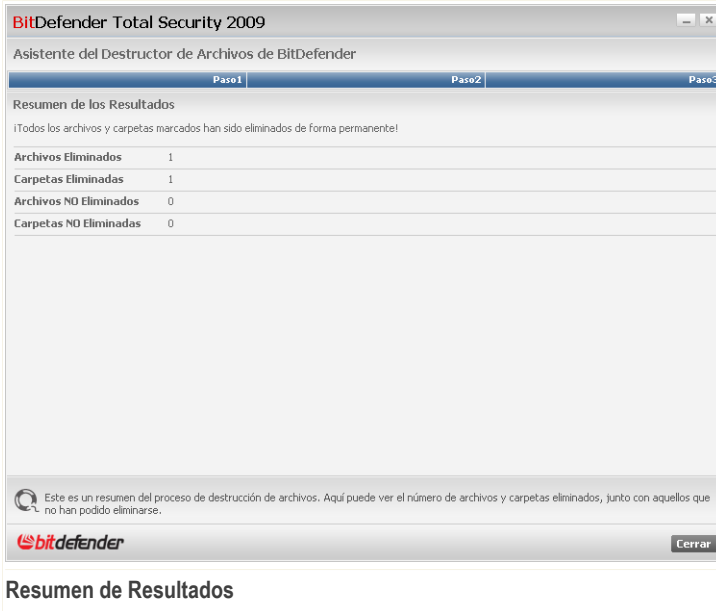 BitDefender Total Security 2009
Asistente del Destructor de Archivos de BitDefender
Paso1 Paso2 Paso3
Resumen de los Resultados
¡Todos los archivos y carpetas marcados han sido eliminados de forma permanente!
Archivos Eliminados 1
Carpetas Eliminadas 1
Archivos NO Eliminados 0
Carpetas NO Eliminadas 0
Este es un resumen del proceso de destrucción de archivos. Aquí puede ver el número de archivos y carpetas eliminados, junto con aquellos que
no han podido eliminarse.
bitdefender
Cerrar
Resumen de Resultados